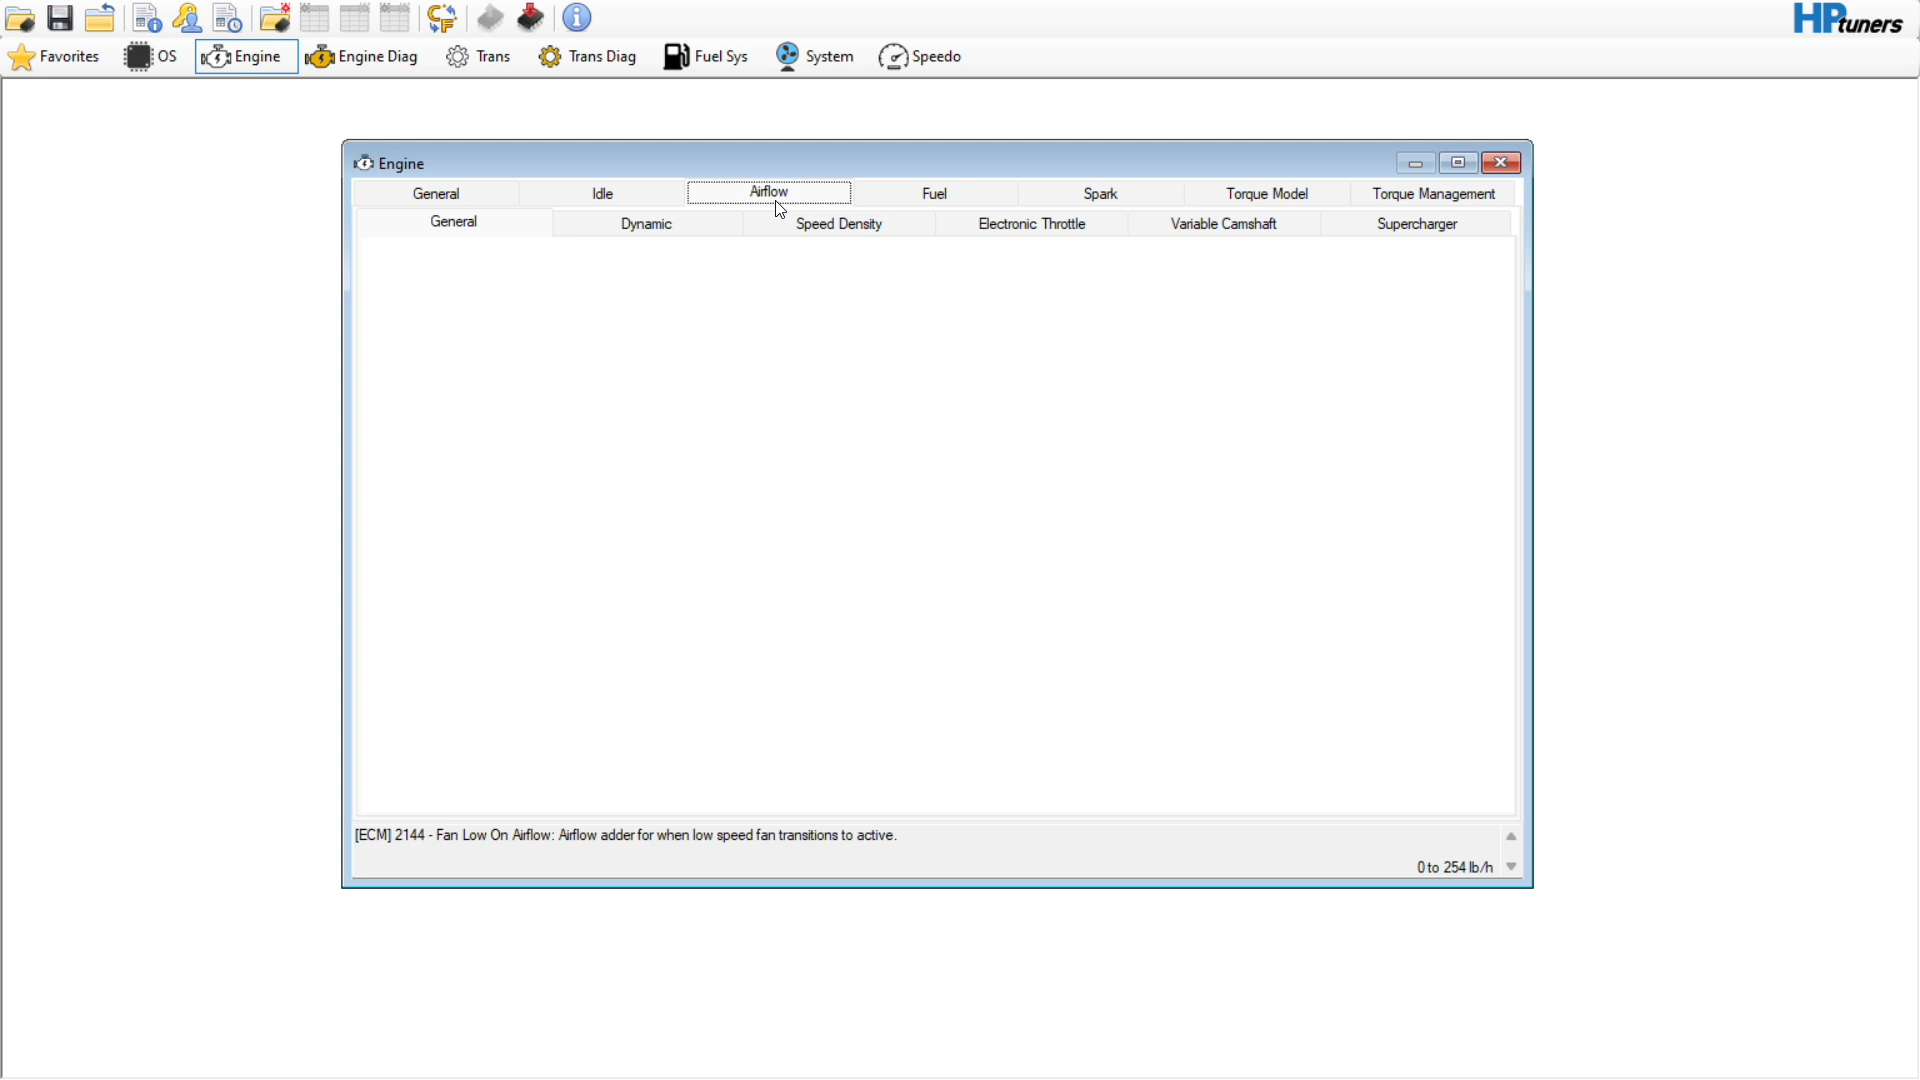 HPtuners
Favorites OS Engine Engine Diag Trans Trans Diag Fuel Sys System Speedo
Engine
General Idle Airflow Fuel Spark Torque Model Torque Management
General Dynamic Speed Density Electronic Throttle Variable Camshaft Supercharger
[ECM] 2144 - Fan Low On Airflow: Airflow adder for when low speed fan transitions to active.
0 to 254 lb/h